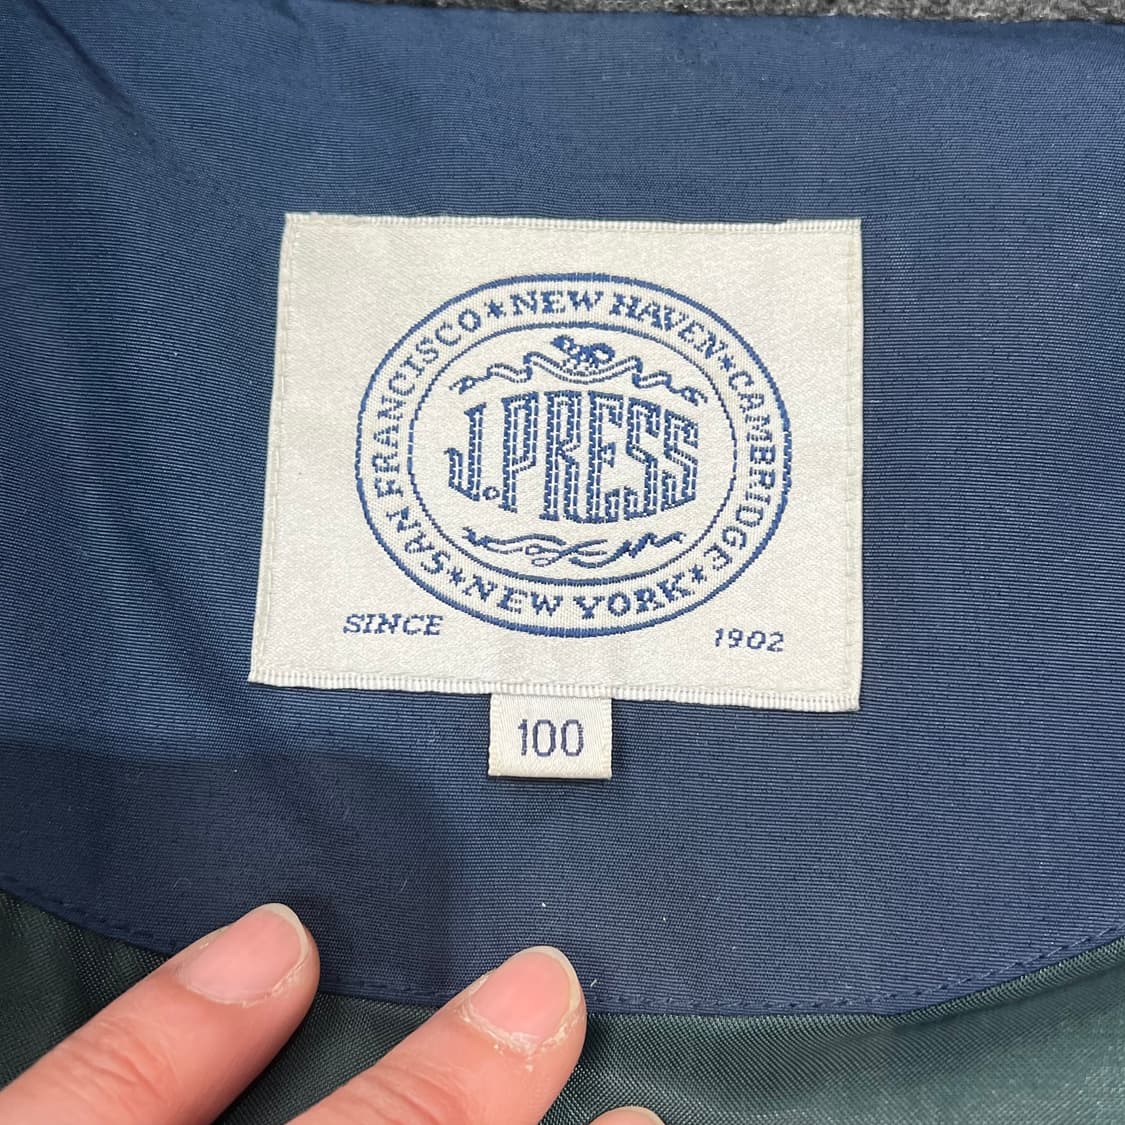 SAN FRANCISCO★NEW HAVEN★CAMBRIDGE★NEW YORK★
J.PRESS
SINCE 1902
100